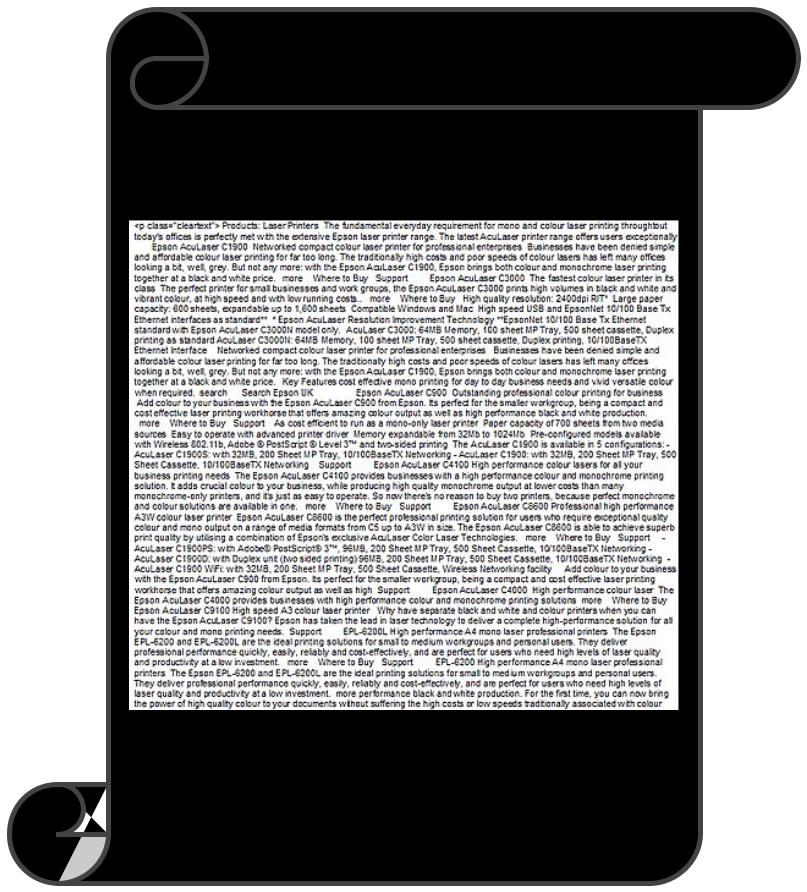 <p class="cleartext"> Products: Laser Printers The fundamental everyday requirement for mono and colour laser printing throughtout
today's offices is perfectly met with the extensive Epson laser printer range. The latest AcuLaser printer range offers users exceptionally
Epson AcuLaser C1900 Networked compact colour laser printer for professional enterprises Businesses have been denied simple
and affordable colour laser printing for far too long. The traditionally high costs and poor speeds of colour lasers has left many offices
looking a bit, well, grey. But not any more: with the Epson AcuLaser C1900, Epson brings both colour and monochrome laser printing
together at a black and white price. more Where to Buy Support Epson AcuLaser C3000 The fastest colour laser printer in its
class The perfect printer for small businesses and work groups, the Epson AcuLaser C3000 prints high volumes in black and white and
vibrant colour, at high speed and with low running costs.. more Where to Buy High quality resolution: 2400dpi RIT* Large paper
capacity: 600 sheets, expandable up to 1,600 sheets Compatible Windows and Mac High speed USB and EpsonNet 10/100 Base Tx
Ethernet interfaces as standard** * Epson AcuLaser Resolution Improvement Technology **EpsonNet 10/100 Base Tx Ethernet
standard with Epson AcuLaser C3000N model only. AcuLaser C3000: 64MB Memory, 100 sheet MP Tray, 500 sheet cassette, Duplex
printing as standard AcuLaser C3000N: 64MB Memory, 100 sheet MP Tray, 500 sheet cassette, Duplex printing, 10/100BaseTX
Ethernet Interface Networked compact colour laser printer for professional enterprises Businesses have been denied simple and
affordable colour laser printing for far too long. The traditionally high costs and poor speeds of colour lasers has left many offices
looking a bit, well, grey. But not any more: with the Epson AcuLaser C1900, Epson brings both colour and monochrome laser printing
together at a black and white price. Key Features cost effective mono printing for day to day business needs and vivid versatile colour
when required. search Search Epson UK Epson AcuLaser C900 Outstanding professional colour printing for business
Add colour to your business with the Epson AcuLaser C900 from Epson. Its perfect for the smaller workgroup, being a compact and
cost effective laser printing workhorse that offers amazing colour output as well as high performance black and white production.
more Where to Buy Support As cost efficient to run as a mono-only laser printer Paper capacity of 700 sheets from two media
sources Easy to operate with advanced printer driver Memory expandable from 32Mb to 1024Mb Pre-configured models available
with Wireless 802.11b, Adobe ® PostScript ® Level 3™ and two-sided printing The AcuLaser C1900 is available in 5 configurations: -
AcuLaser C1900S: with 32MB, 200 Sheet MP Tray, 10/100BaseTX Networking - AcuLaser C1900: with 32MB, 200 Sheet MP Tray, 500
Sheet Cassette, 10/100BaseTX Networking Support Epson AcuLaser C4100 High performance colour lasers for all your
business printing needs The Epson AcuLaser C4100 provides businesses with a high performance colour and monochrome printing
solution. It adds crucial colour to your business, while producing high quality monochrome output at lower costs than many
monochrome-only printers, and it's just as easy to operate. So now there's no reason to buy two printers, because perfect monochrome
and colour solutions are available in one. more Where to Buy Support Epson AcuLaser C8600 Professional high performance
A3W colour laser printer Epson AcuLaser C8600 is the perfect printing solution for users who require exceptional quality
colour and mono output on a range of media formats from C5 up to A3W in size. The Epson AcuLaser C8600 is able to achieve superb
print quality by utilising a combination of Epson's exclusive AcuLaser Color Laser Technologies. more Where to Buy Support -
AcuLaser C1900PS: with Adobe® PostScript® 3™, 96MB, 200 Sheet MP Tray, 500 Sheet Cassette, 10/100BaseTX Networking -
AcuLaser C1900D: with Duplex unit (two sided printing) 96MB, 200 Sheet MP Tray, 500 Sheet Cassette, 10/100BaseTX Networking -
AcuLaser C1900 WiFi: with 32MB, 200 Sheet MP Tray, 500 Sheet Cassette, Wireless Networking facility Add colour to your business
with the Epson AcuLaser C900 from Epson. Its perfect for the smaller workgroup, being a compact and cost effective laser printing
workhorse that offers amazing colour output as well as high Support Epson AcuLaser C4000 High performance colour laser The
Epson AcuLaser C4000 provides businesses with high performance colour and monochrome printing solutions more Where to Buy
Epson AcuLaser C9100 High speed A3 colour laser printer Why have separate black and white and colour printers when you can
have the Epson AcuLaser C9100? Epson has taken the lead in laser technology to deliver a complete high-performance solution for all
your colour and mono printing needs. Support EPL-6200L High performance A4 mono laser professional printers The Epson
EPL-6200 and EPL-6200L are the ideal printing solutions for small to medium workgroups and personal users. They deliver
professional performance quickly, easily, reliably and cost-effectively, and are perfect for users who need high levels of laser quality
and productivity at a low investment. more Where to Buy Support EPL-6200 High performance A4 mono laser professional
printers The Epson EPL-6200 and EPL-6200L are the ideal printing solutions for small to medium workgroups and personal users.
They deliver professional performance quickly, easily, reliably and cost-effectively, and are perfect for users who need high levels of
laser quality and productivity at a low investment. more performance black and white production. For the first time, you can now bring
the power of high quality colour to your documents without suffering the high costs or low speeds traditionally associated with colour